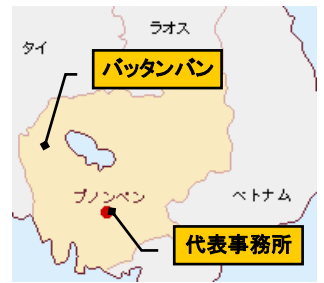 ラオス
タイ
バッタンバン
プノンペン
ベトナム
代表事務所